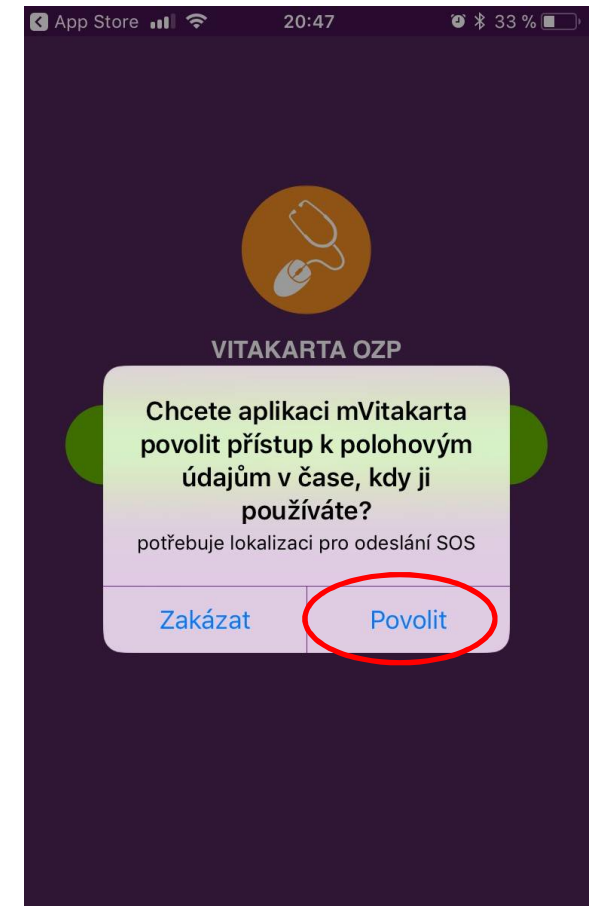 App Store 20:47 33 %
VITAKARTA OZP
Chcete aplikaci mVitakarta
povolit přístup k polohovým
údajům v čase, kdy ji
používáte?
potřebuje lokalizaci pro odeslání SOS
Zakázat Povolit